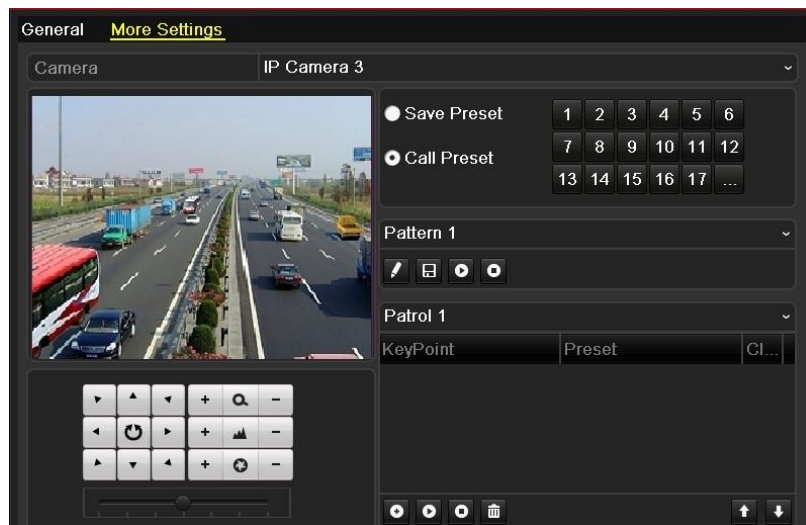 General More Settings
Camera IP Camera 3
Save Preset
Call Preset
1 2 3 4 5 6
7 8 9 10 11 12
13 14 15 16 17 ...
Pattern 1
Patrol 1
KeyPoint Preset Cl...
+ -
+ -
+ -